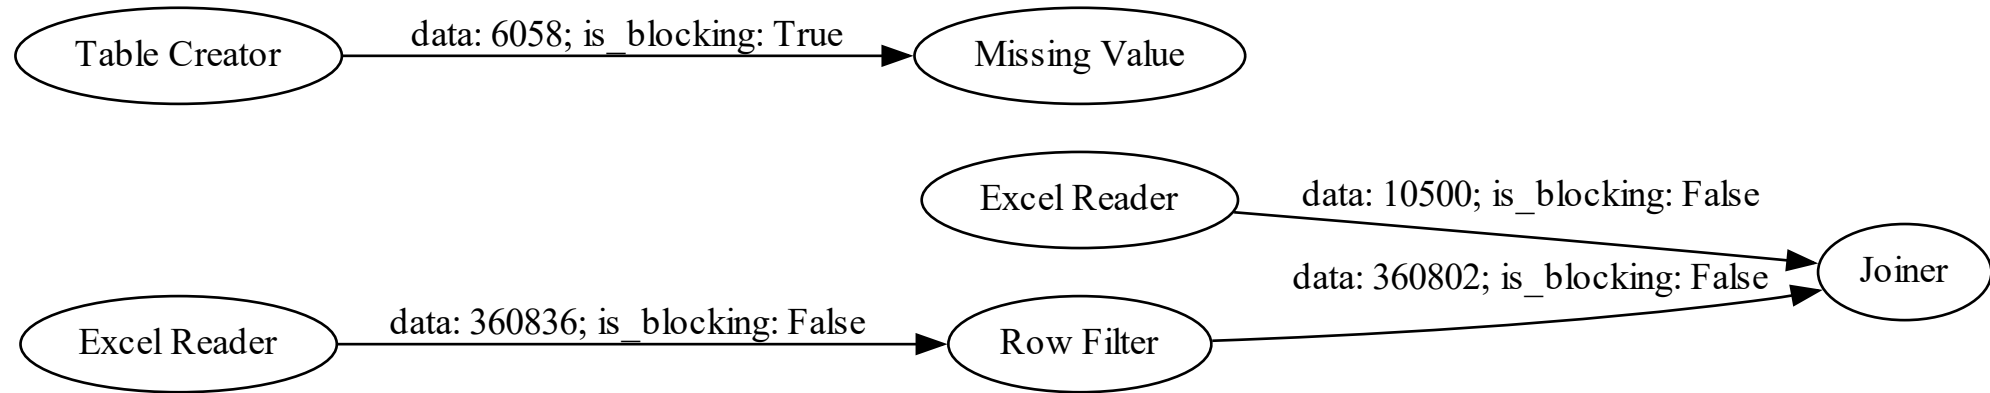 Table Creator
data: 6058; is_blocking: True
Missing Value
Excel Reader
data: 10500; is_blocking: False
Joiner
data: 360802; is_blocking: False
Excel Reader
data: 360836; is_blocking: False
Row Filter